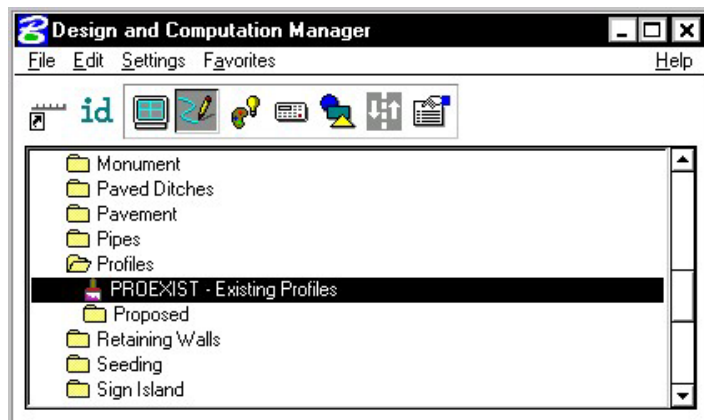 Design and Computation Manager
File Edit Settings Favorites Help
id
Monument
Paved Ditches
Pavement
Pipes
Profiles
PROEXIST - Existing Profiles
Proposed
Retaining Walls
Seeding
Sign Island